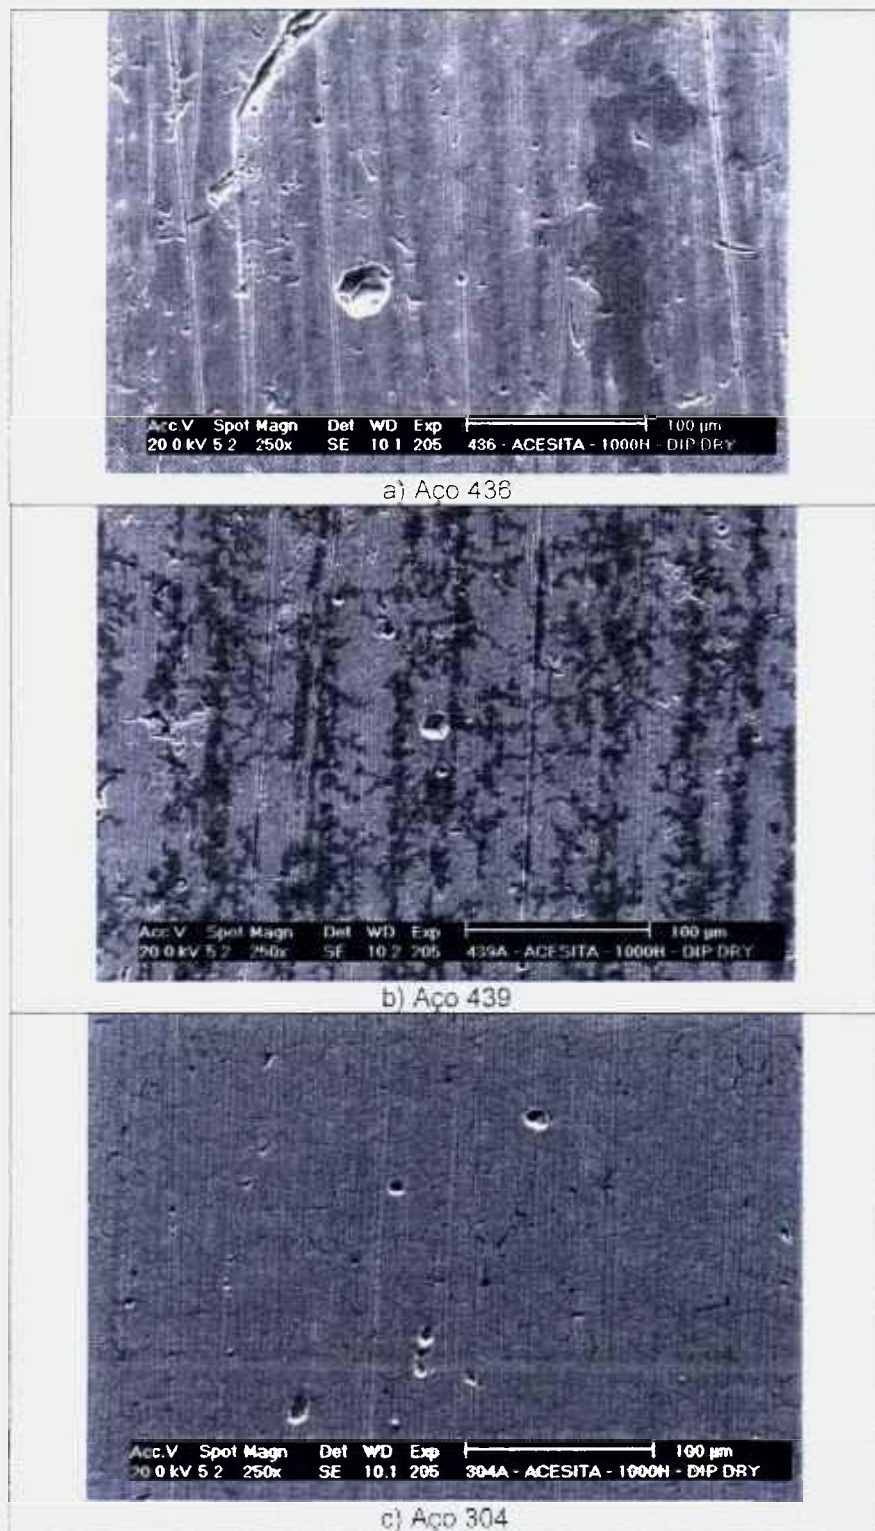 Acc.V Spot Magn Det WD Exp 100 µm
20.0 kV 5.2 250x SE 10.1 205 436 - ACESITA - 1000H - DIP DRY
a) Aço 436
Acc.V Spot Magn Det WD Exp 100 µm
20.0 kV 5.2 250x SE 10.2 205 439A - ACESITA - 1000H - DIP DRY
b) Aço 439
Acc.V Spot Magn Det WD Exp 100 µm
20.0 kV 5.2 250x SE 10.1 205 304A - ACESITA - 1000H - DIP DRY
c) Aço 304